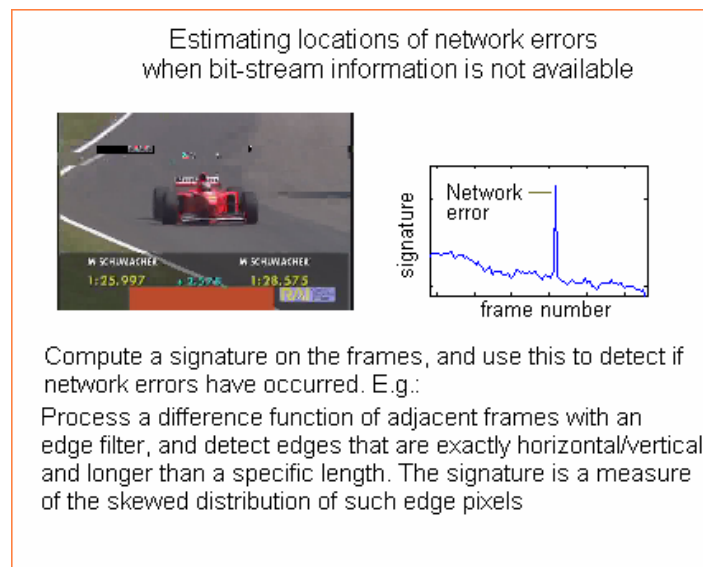 Estimating locations of network errors
when bit-stream information is not available
M SCHUMACHER M SCHUMACHER
1:25.997 1:28.575
RAI
Network
error
signature
frame number
Compute a signature on the frames, and use this to detect if
network errors have occurred. E.g.:
Process a difference function of adjacent frames with an
edge filter, and detect edges that are exactly horizontal/vertical
and longer than a specific length. The signature is a measure
of the skewed distribution of such edge pixels